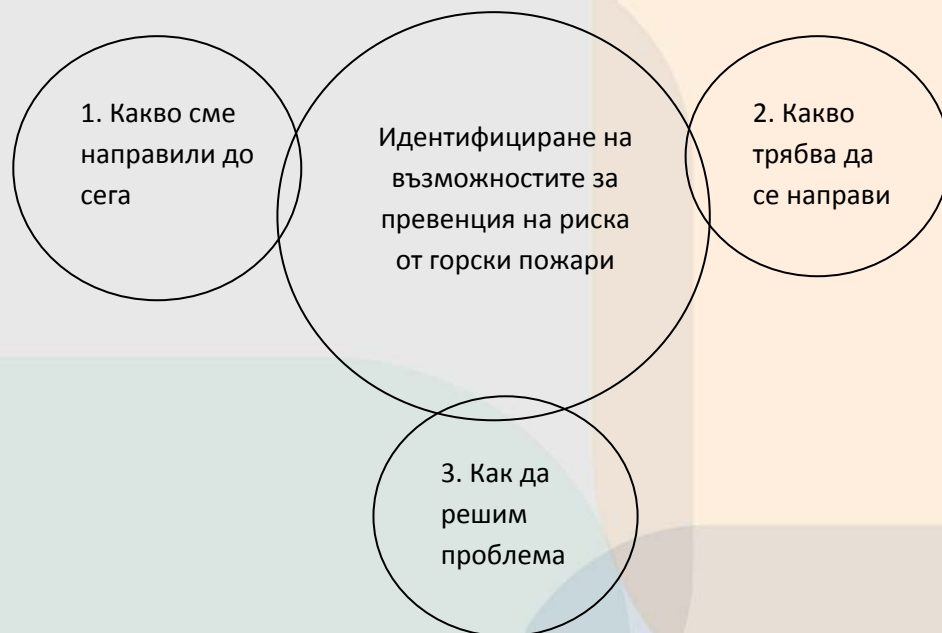 1. Какво сме
направили до
сега
Идентифициране на
възможностите за
превенция на риска
от горски пожари
2. Какво
трябва да
се направи
3. Как да
решим
проблема